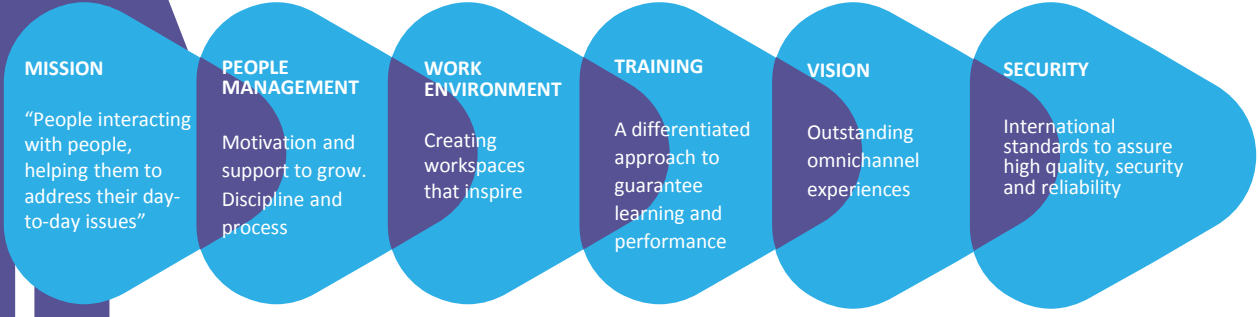 MISSION
“People interacting
with people,
helping them to
address their day-
to-day issues”
PEOPLE
MANAGEMENT
Motivation and
support to grow.
Discipline and
process
WORK
ENVIRONMENT
Creating
workspaces
that inspire
TRAINING
A differentiated
approach to
guarantee
learning and
performance
VISION
Outstanding
omnichannel
experiences
SECURITY
International
standards to assure
high quality, security
and reliability